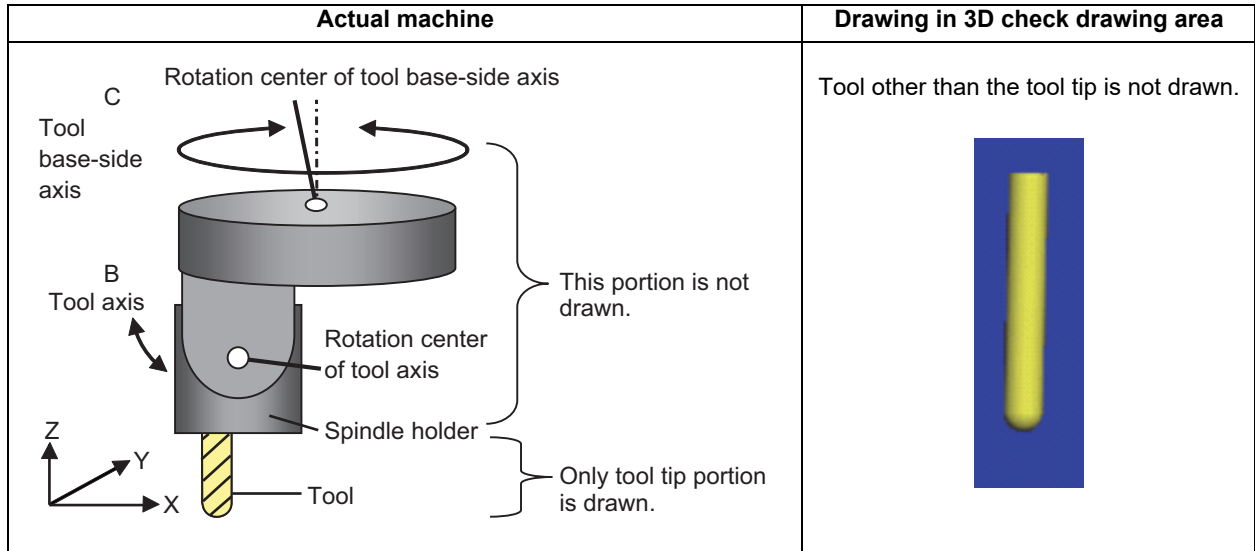 Actual machine
Drawing in 3D check drawing area
Rotation center of tool base-side axis
C
Tool
base-side
axis
B
Tool axis
Rotation center
of tool axis
Spindle holder
Z
Y
X
Tool
This portion is not
drawn.
Only tool tip portion
is drawn.
Tool other than the tool tip is not drawn.